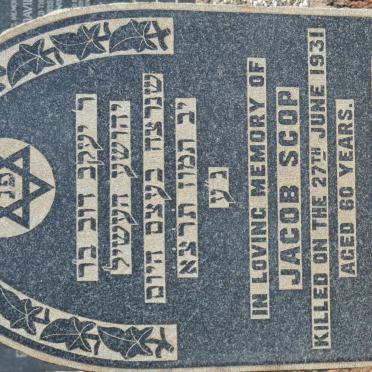 פנ
ר יעקב דוב בר
יהושע העשיל
שנרצח בעצם היום
יב תמוז תרצא
נ"ע
IN LOVING MEMORY OF
JACOB SCOP
KILLED ON THE 27TH JUNE 1931
AGED 60 YEARS.